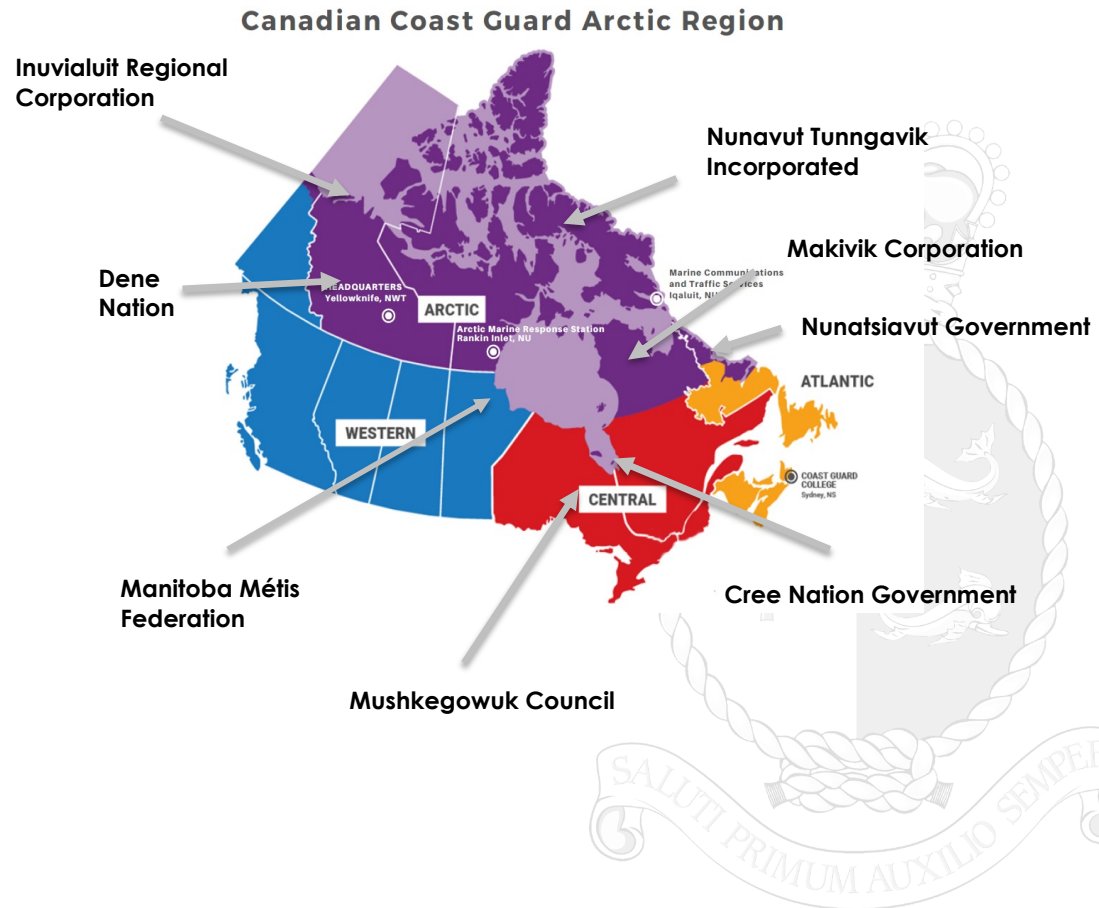 Canadian Coast Guard Arctic Region
Inuvialuit Regional
Corporation
Nunavut Tunngavik
Incorporated
Makivik Corporation
Dene
Nation
HEADQUARTERS
Yellowknife, NWT
ARCTIC
Marine Communications
and Traffic Services
Iqaluit, NU
Arctic Marine Response Station
Rankin Inlet, NU
Nunatsiavut Government
ATLANTIC
WESTERN
COAST GUARD
COLLEGE
Sydney, NS
CENTRAL
Manitoba Métis
Federation
Cree Nation Government
Mushkegowuk Council
SALUTI PRIMUM AUXILIO SEMPER